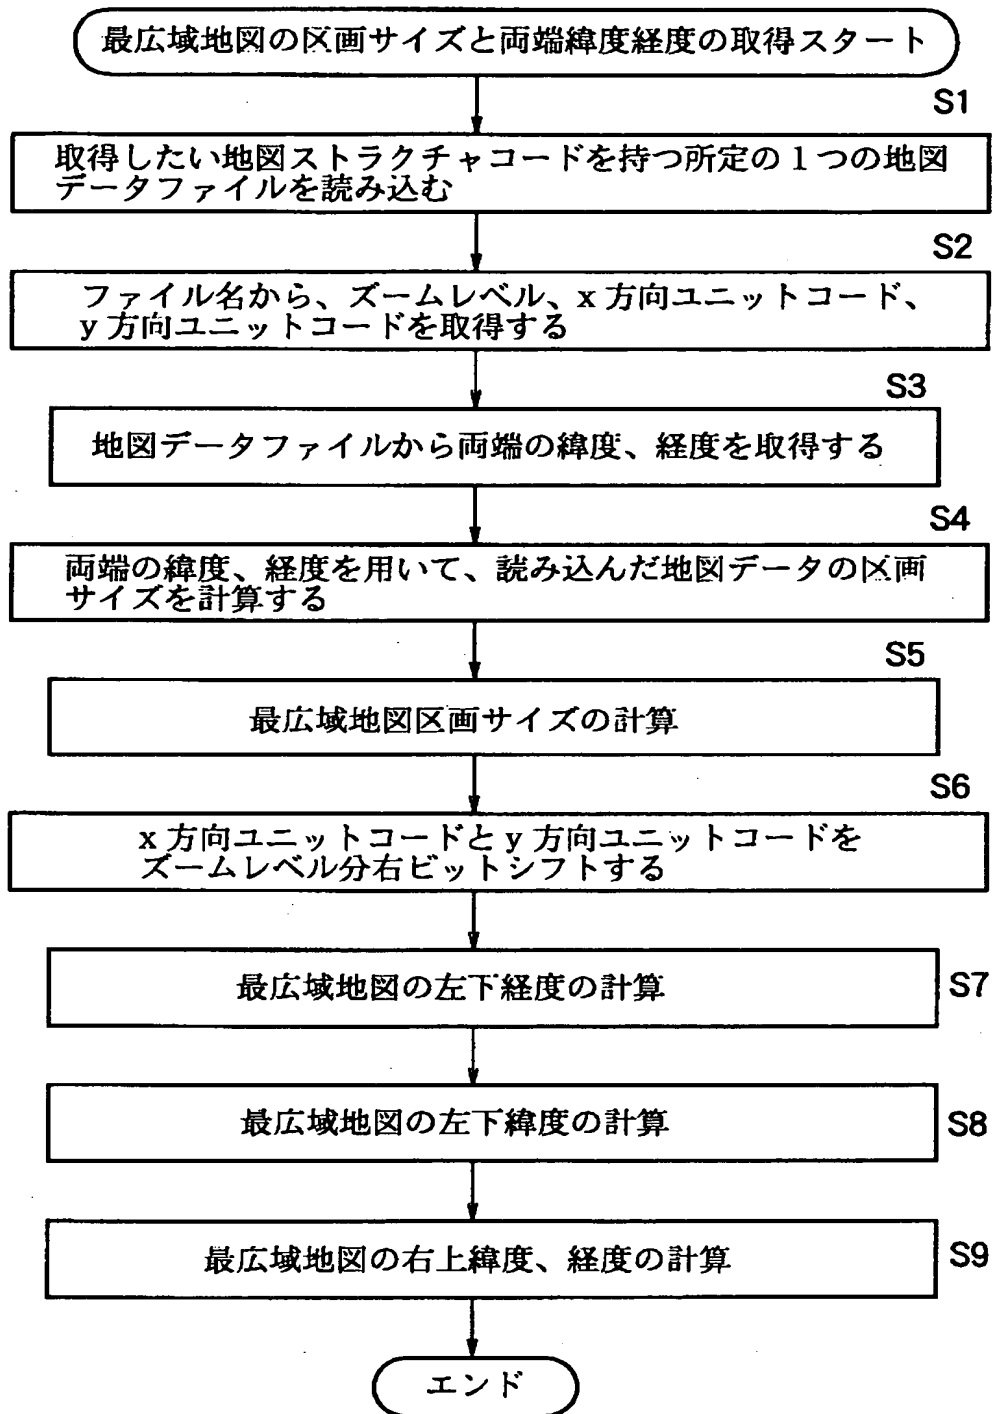 最広域地図の区画サイズと両端緯度経度の取得スタート
S1
取得したい地図ストラクチャコードを持つ所定の1つの地図
データファイルを読み込む
S2
ファイル名から、ズームレベル、x方向ユニットコード、
y方向ユニットコードを取得する
S3
地図データファイルから両端の緯度、経度を取得する
S4
両端の緯度、経度を用いて、読み込んだ地図データの区画
サイズを計算する
S5
最広域地図区画サイズの計算
S6
x方向ユニットコードとy方向ユニットコードを
ズームレベル分右ビットシフトする
最広域地図の左下経度の計算
S7
最広域地図の左下緯度の計算
S8
最広域地図の右上緯度、経度の計算
S9
エンド